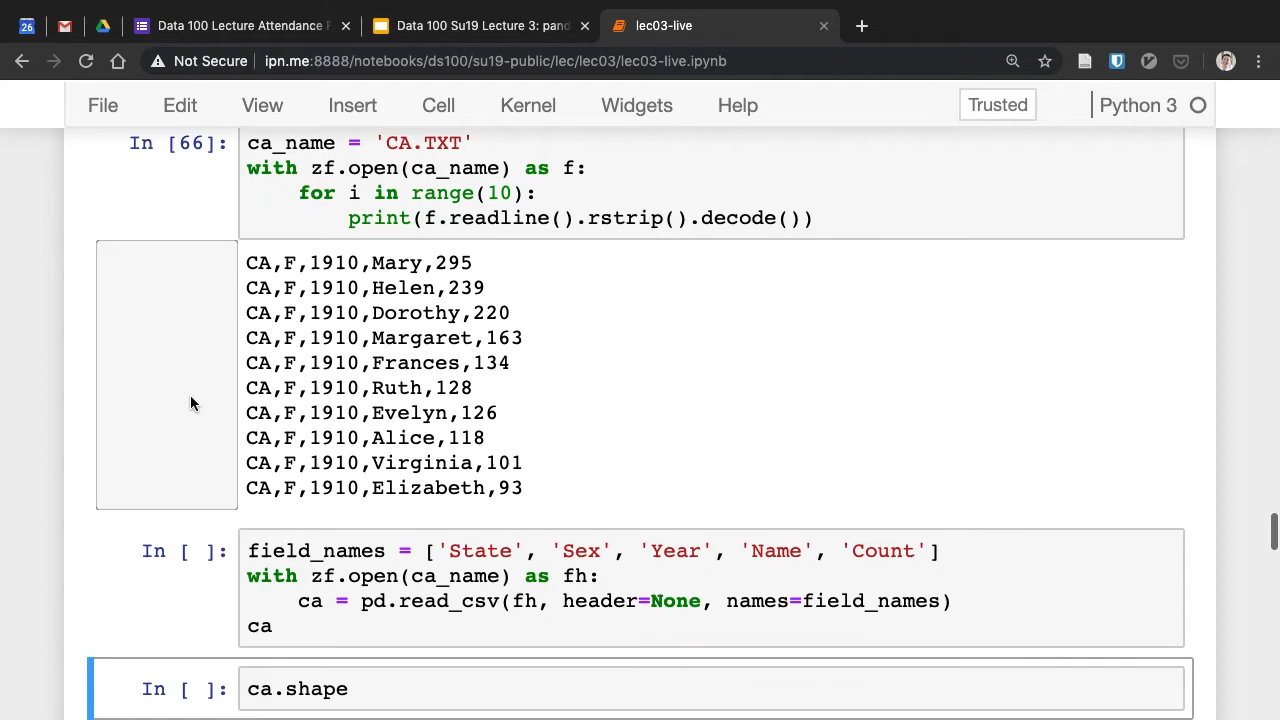 26
Data 100 Lecture Attendance F
Data 100 Su19 Lecture 3: pand
lec03-live
Not Secure
ipn.me:8888/notebooks/ds100/su19-public/lec/lec03/lec03-live.ipynb
File Edit View Insert Cell Kernel Widgets Help Trusted Python 3
In [66]: ca_name = 'CA.TXT'
with zf.open(ca_name) as f:
    for i in range(10):
        print(f.readline().rstrip().decode())
CA,F,1910,Mary,295
CA,F,1910,Helen,239
CA,F,1910,Dorothy,220
CA,F,1910,Margaret,163
CA,F,1910,Frances,134
CA,F,1910,Ruth,128
CA,F,1910,Evelyn,126
CA,F,1910,Alice,118
CA,F,1910,Virginia,101
CA,F,1910,Elizabeth,93
In [ ]: field_names = ['State', 'Sex', 'Year', 'Name', 'Count']
with zf.open(ca_name) as fh:
    ca = pd.read_csv(fh, header=None, names=field_names)
ca
In [ ]: ca.shape